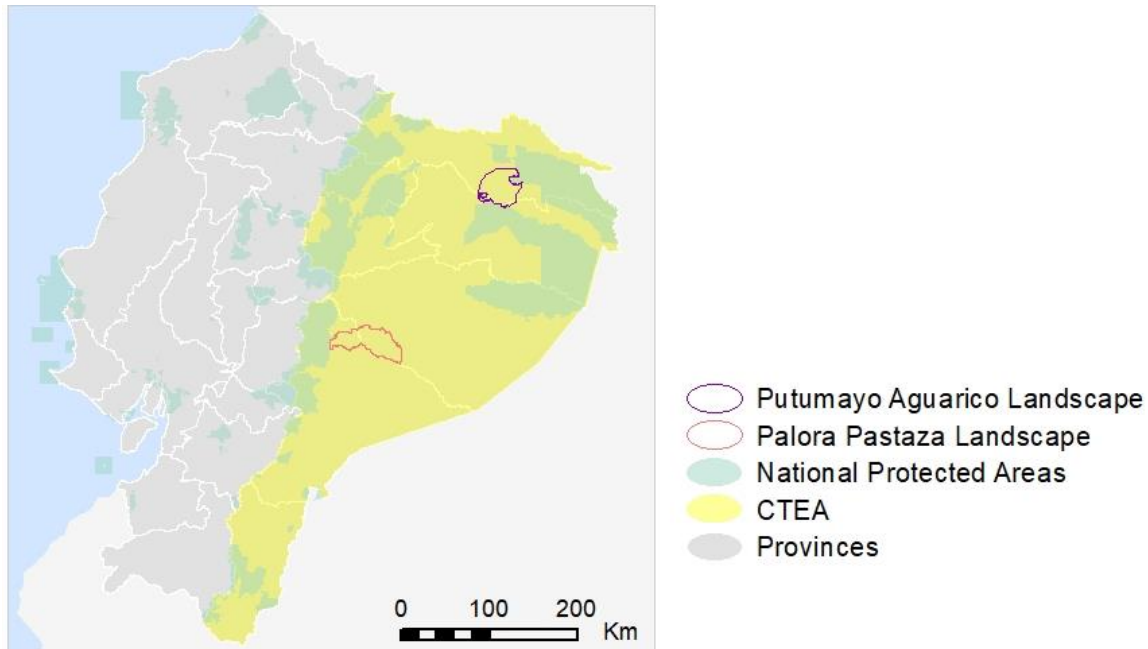 Putumayo Aguarico Landscape
Palora Pastaza Landscape
National Protected Areas
CTEA
Provinces
0 100 200
Km